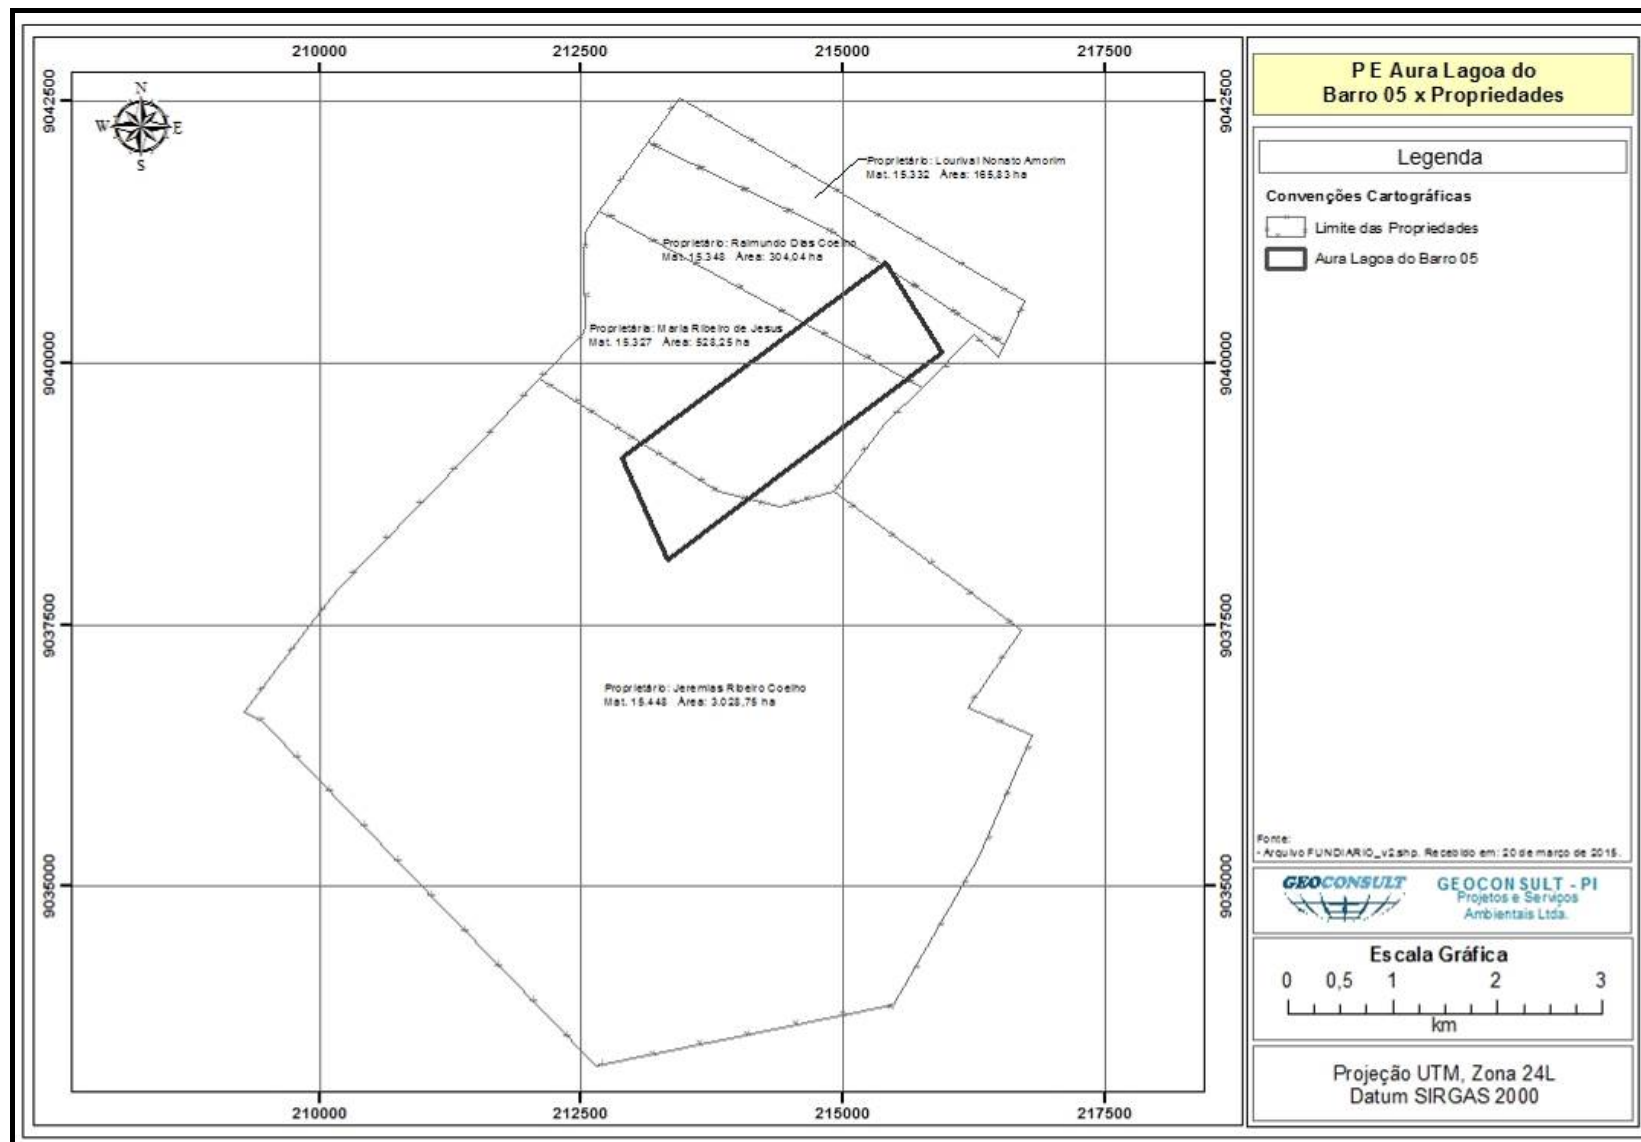 210000 212500 215000 217500
9042500 9042500
N
W E
S
Proprietário: Lourival Nonato Amorim
Mat. 15.332 Área: 165,83 ha
Proprietário: Raimundo Dias Coelho
Mat. 15.348 Área: 304,04 ha
Proprietária: Maria Ribeiro de Jesus
Mat. 15.327 Área: 528,25 ha
9040000 9040000
9037500 9037500
Proprietário: Jeremias Ribeiro Coelho
Mat. 15.448 Área: 3.028,75 ha
9035000 9035000
210000 212500 215000 217500
P E Aura Lagoa do
Barro 05 x Propriedades
Legenda
Convenções Cartográficas
Limite das Propriedades
Aura Lagoa do Barro 05
Fonte:
- Arquivo FUNDIARIO_v2.shp. Recebido em: 20 de março de 2015.
GEOCONSULT
GEOCONSULT - PI
Projetos e Serviços
Ambientais Ltda.
Escala Gráfica
0 0,5 1 2 3
km
Projeção UTM, Zona 24L
Datum SIRGAS 2000